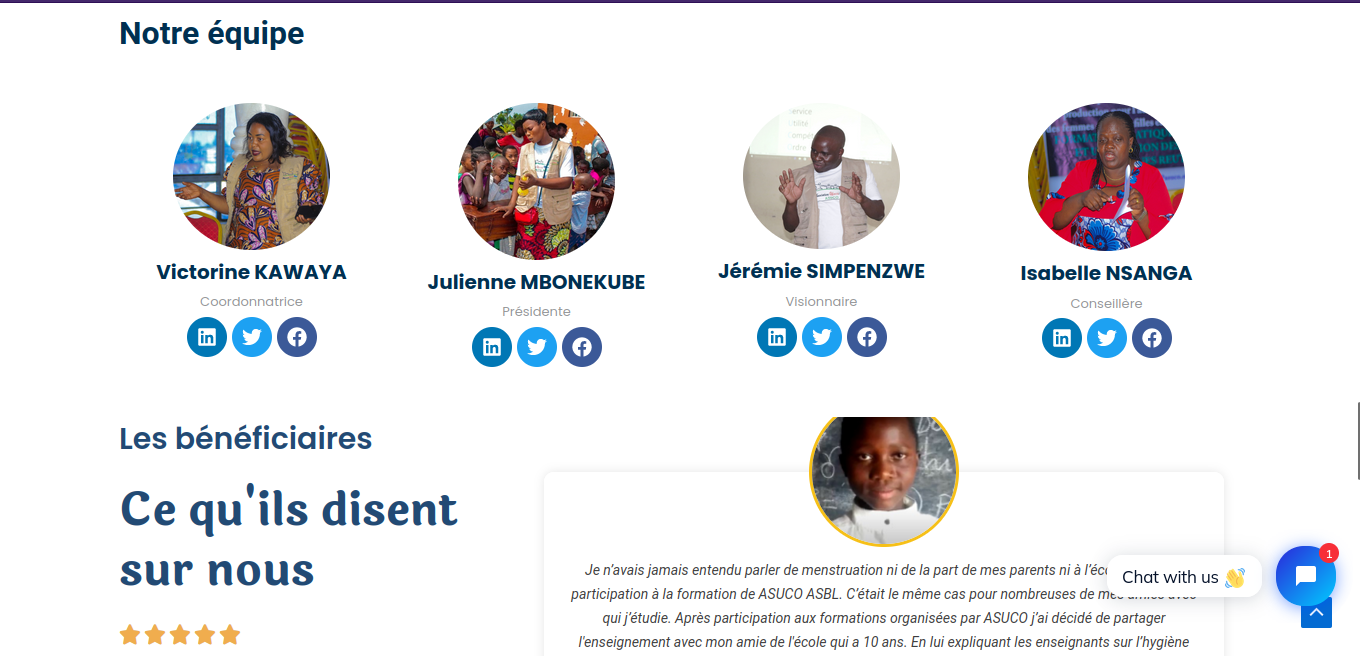 Notre équipe
Victorine KAWAYA
Coordonnatrice
Julienne MBONEKUBE
Présidente
Jérémie SIMPENZWE
Visionnaire
Isabelle NSANGA
Conseillère
Les bénéficiaires
Ce qu'ils disent
sur nous
Je n’avais jamais entendu parler de menstruation ni de la part de mes parents ni à
participation à la formation de ASUCO ASBL. C’était le même cas pour nombreuses de
qui j’étudie. Après participation aux formations organisées par ASUCO j’ai décidé de partager
l'enseignement avec mon amie de l'école qui a 10 ans. En lui expliquant les enseignants sur l’hygiène
Chat with us
1